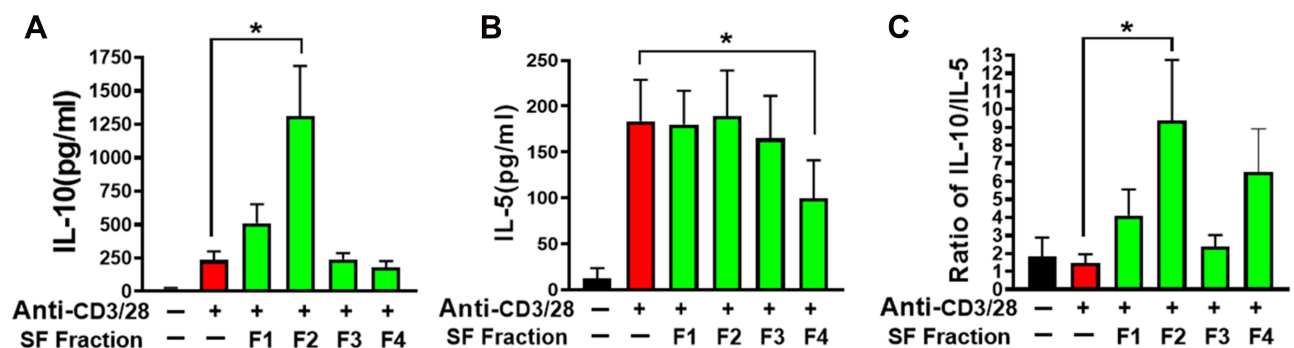 A
*
IL-10(pg/ml)
1750
1500
1250
1000
750
500
250
0
Anti-CD3/28 – + + + + +
SF Fraction – – F1 F2 F3 F4
B
*
IL-5(pg/ml)
250
200
150
100
50
0
Anti-CD3/28 – + + + + +
SF Fraction – – F1 F2 F3 F4
C
*
Ratio of IL-10/IL-5
13
12
11
10
9
8
7
6
5
4
3
2
1
0
Anti-CD3/28 – + + + + +
SF Fraction – – F1 F2 F3 F4